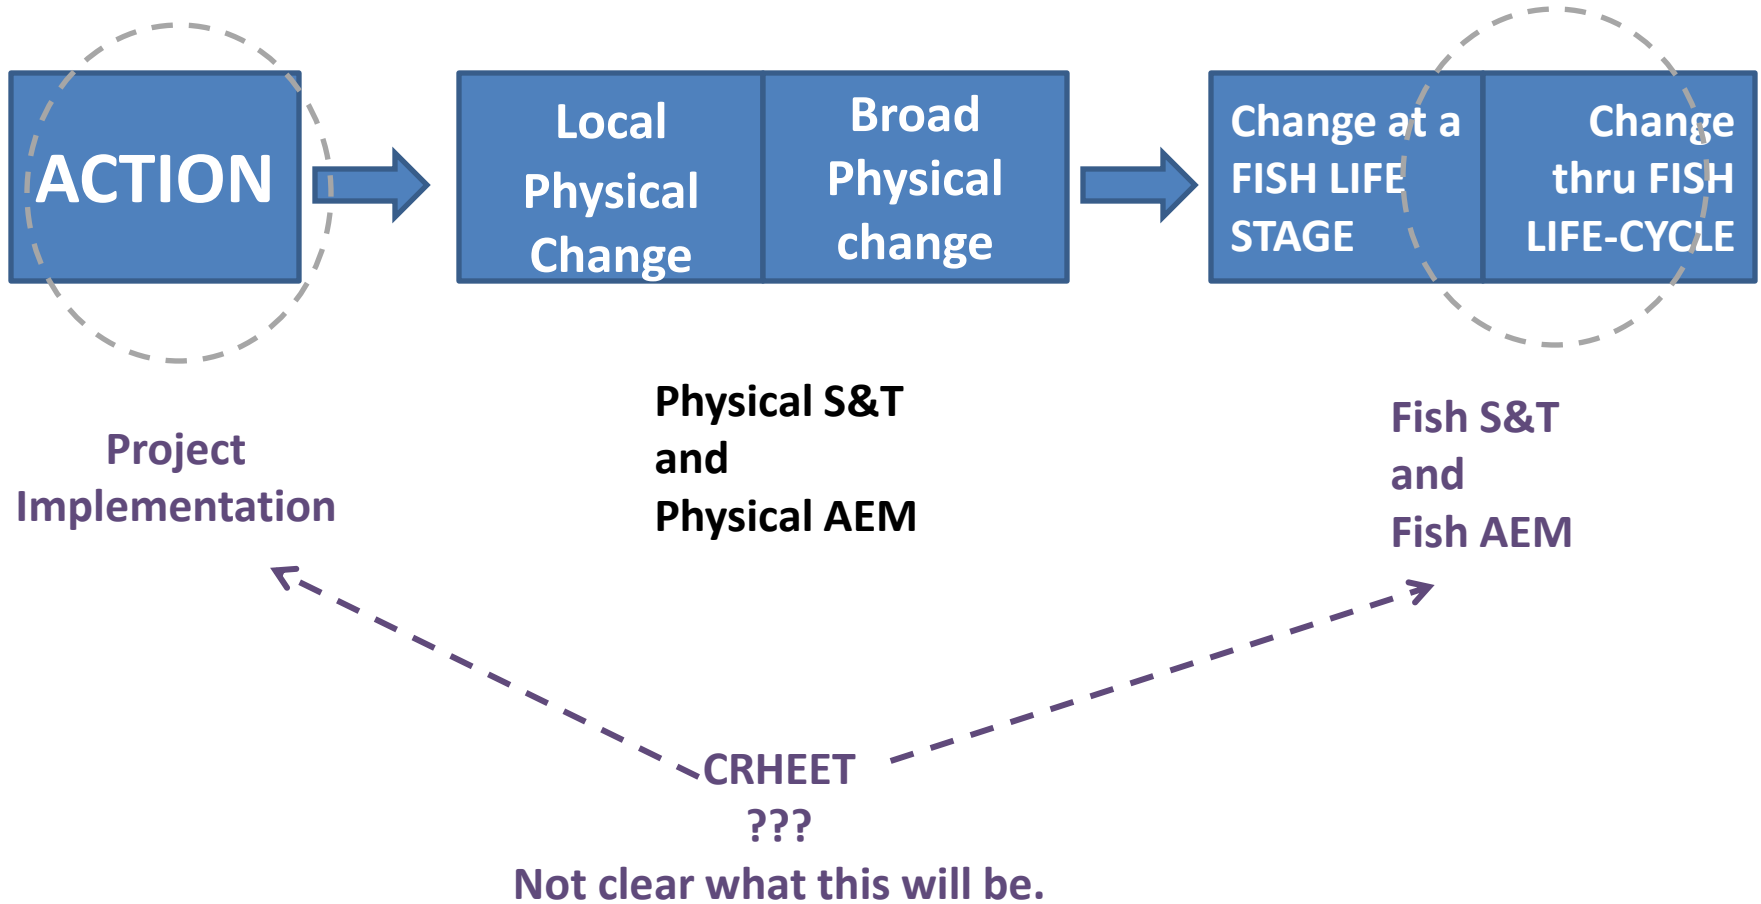 ACTION
Local
Physical
Change
Broad
Physical
change
Change at a
FISH LIFE
STAGE
Change
thru FISH
LIFE-CYCLE
Project
Implementation
Physical S&T
and
Physical AEM
Fish S&T
and
Fish AEM
CRHEET
???
Not clear what this will be.